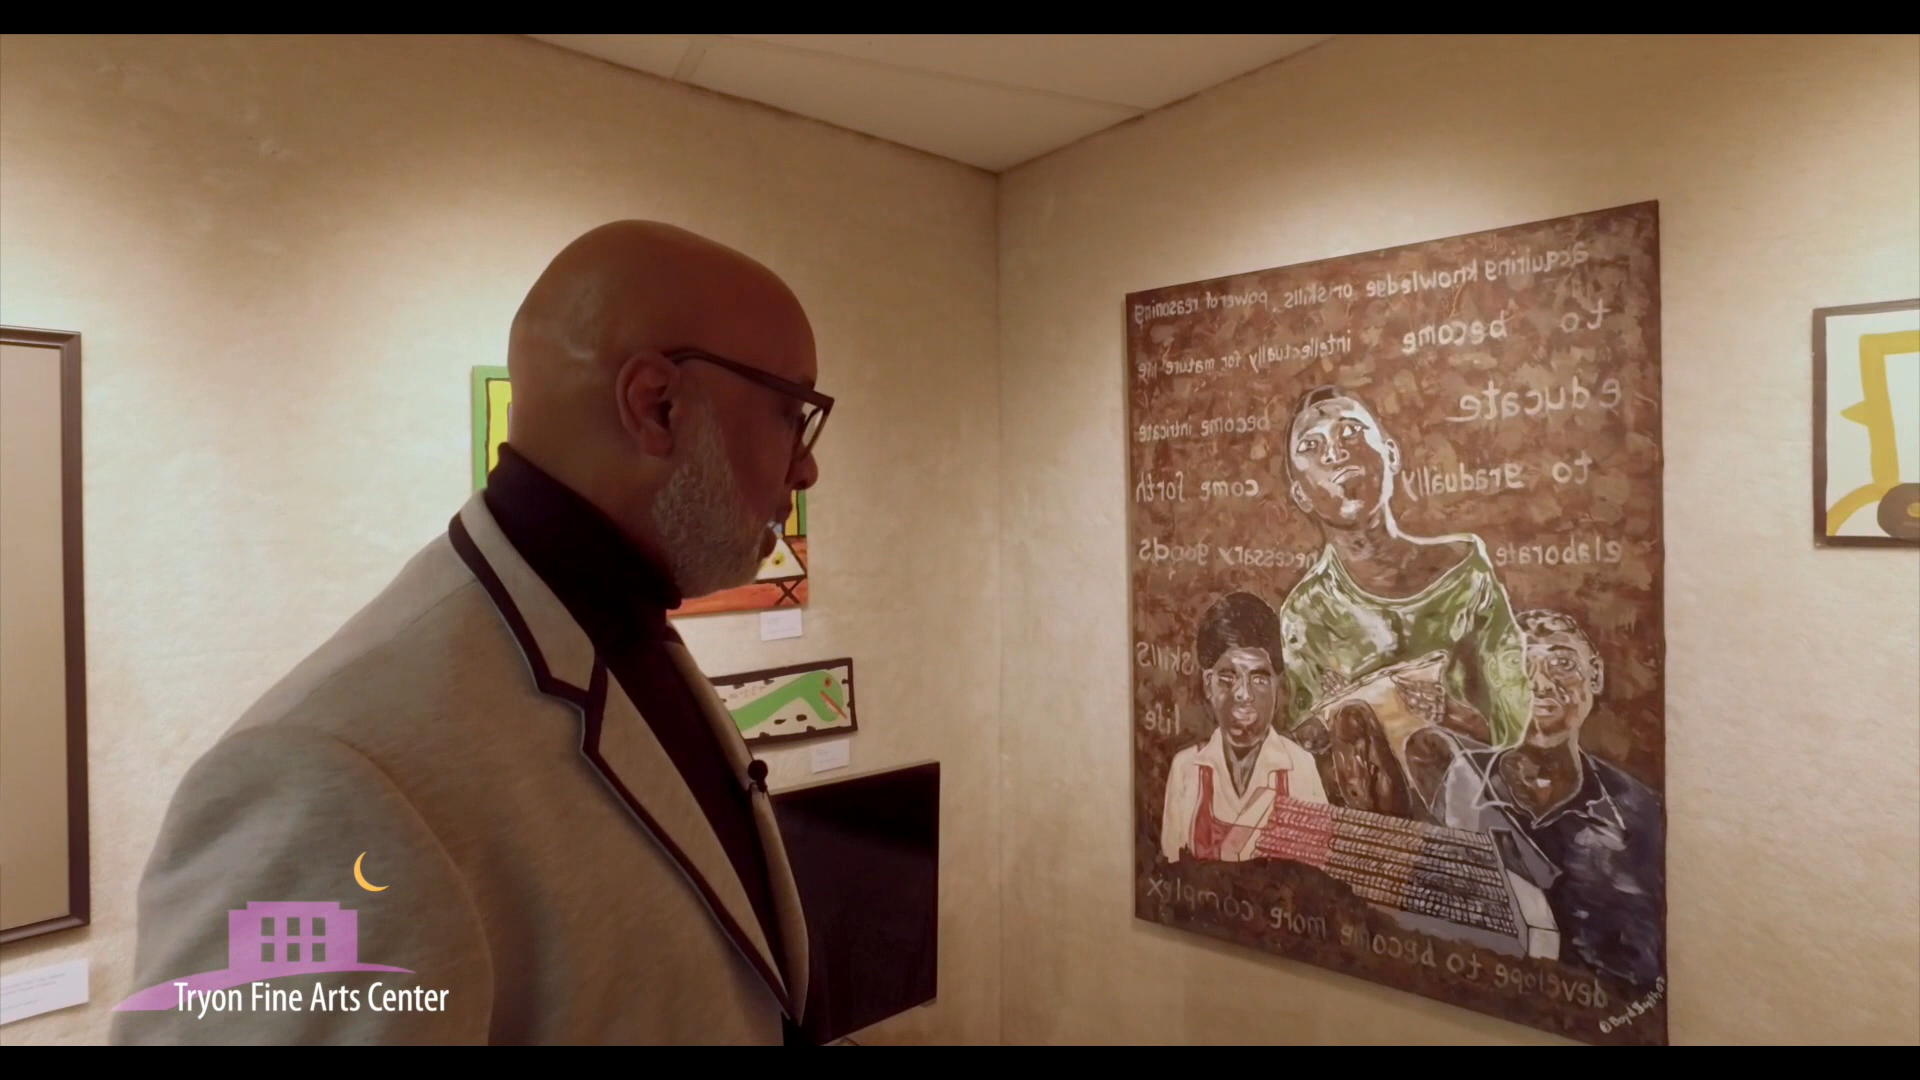 acquiring knowledge or skills, power of reasoning
to become intellectually for mature life
educate become intricate
to gradually come forth
elaborate necessary goods
skills
life
develope to become more complex
Tryon Fine Arts Center